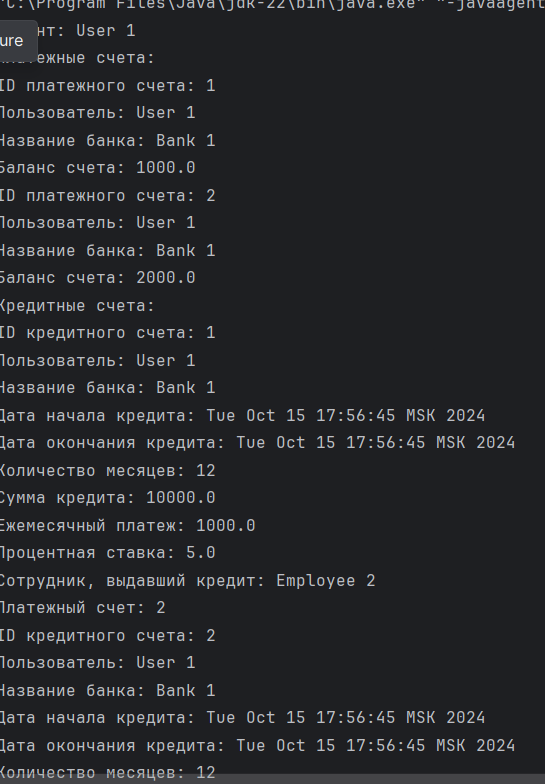 "C:\Program Files\Java\jdk-22\bin\java.exe" "-javaagent
ure
нт: User 1
Платежные счета:
ID платежного счета: 1
Пользователь: User 1
Название банка: Bank 1
Баланс счета: 1000.0
ID платежного счета: 2
Пользователь: User 1
Название банка: Bank 1
Баланс счета: 2000.0
Кредитные счета:
ID кредитного счета: 1
Пользователь: User 1
Название банка: Bank 1
Дата начала кредита: Tue Oct 15 17:56:45 MSK 2024
Дата окончания кредита: Tue Oct 15 17:56:45 MSK 2024
Количество месяцев: 12
Сумма кредита: 10000.0
Ежемесячный платеж: 1000.0
Процентная ставка: 5.0
Сотрудник, выдавший кредит: Employee 2
Платежный счет: 2
ID кредитного счета: 2
Пользователь: User 1
Название банка: Bank 1
Дата начала кредита: Tue Oct 15 17:56:45 MSK 2024
Дата окончания кредита: Tue Oct 15 17:56:45 MSK 2024
Количество месяцев: 12